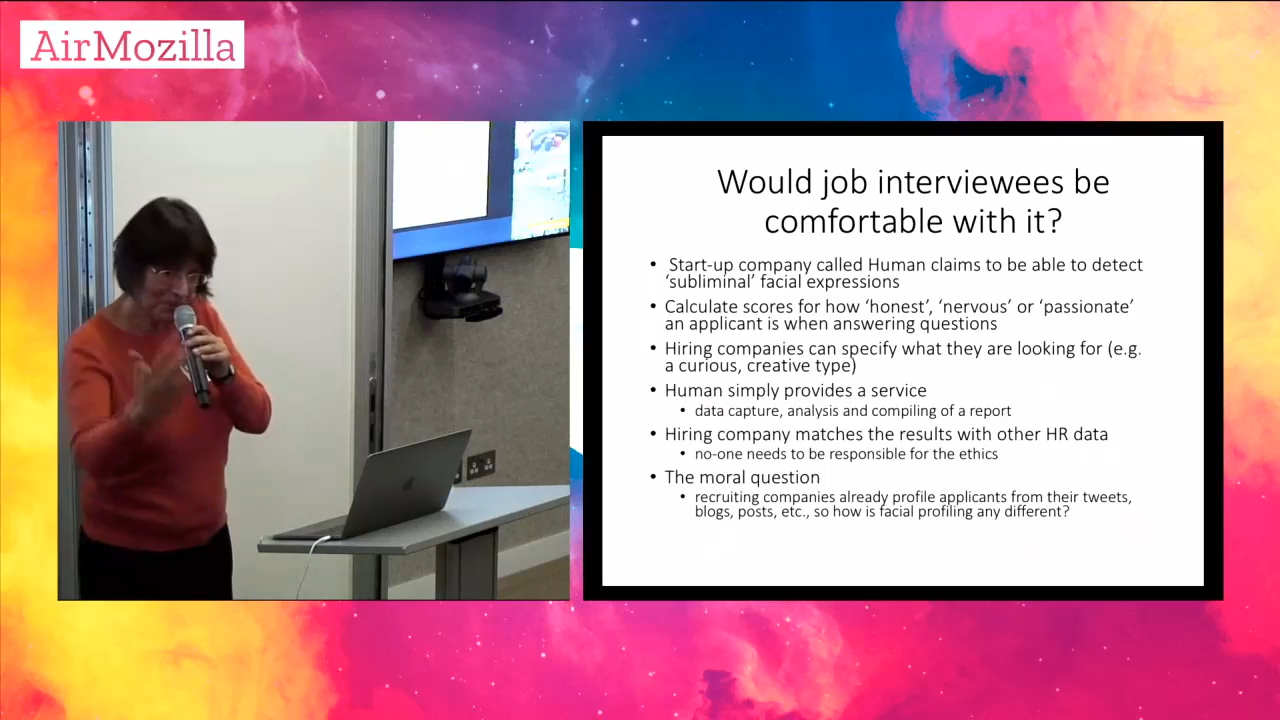 AirMozilla
Would job interviewees be
comfortable with it?
• Start-up company called Human claims to be able to detect
‘subliminal’ facial expressions
• Calculate scores for how ‘honest’, ‘nervous’ or ‘passionate’
an applicant is when answering questions
• Hiring companies can specify what they are looking for (e.g.
a curious, creative type)
• Human simply provides a service
• data capture, analysis and compiling of a report
• Hiring company matches the results with other HR data
• no-one needs to be responsible for the ethics
• The moral question
• recruiting companies already profile applicants from their tweets,
blogs, posts, etc., so how is facial profiling any different?